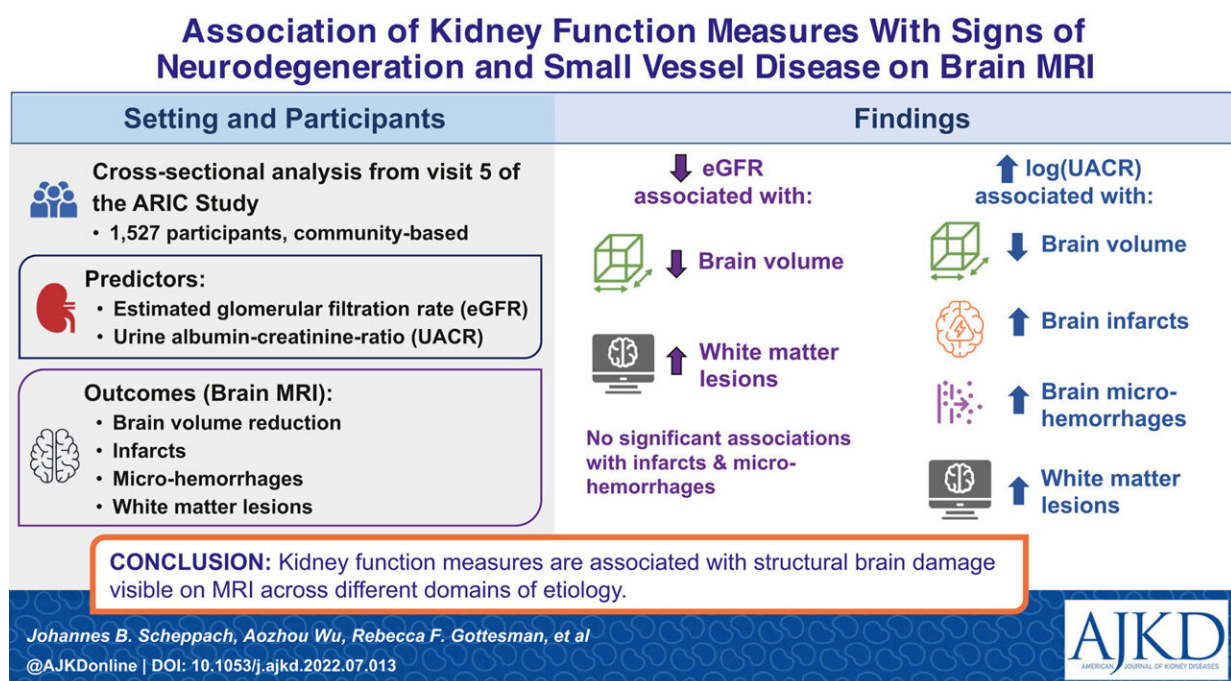 Association of Kidney Function Measures With Signs of
Neurodegeneration and Small Vessel Disease on Brain MRI
Setting and Participants
Cross-sectional analysis from visit 5 of
the ARIC Study
• 1,527 participants, community-based
Predictors:
• Estimated glomerular filtration rate (eGFR)
• Urine albumin-creatinine-ratio (UACR)
Outcomes (Brain MRI):
• Brain volume reduction
• Infarcts
• Micro-hemorrhages
• White matter lesions
Findings
eGFR
associated with:
Brain volume
White matter
lesions
No significant associations
with infarcts & micro-
hemorrhages
log(UACR)
associated with:
Brain volume
Brain infarcts
Brain micro-
hemorrhages
White matter
lesions
CONCLUSION: Kidney function measures are associated with structural brain damage
visible on MRI across different domains of etiology.
Johannes B. Scheppach, Aozhou Wu, Rebecca F. Gottesman, et al
@AJKDonline | DOI: 10.1053/j.ajkd.2022.07.013
AJKD
AMERICAN JOURNAL OF KIDNEY DISEASES